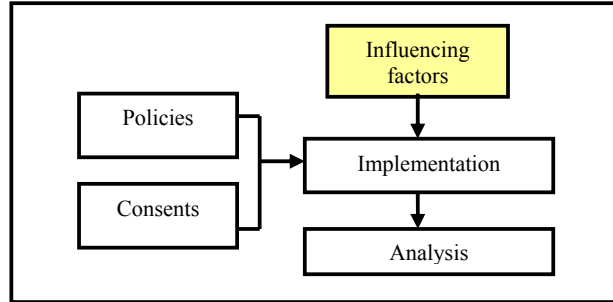 Influencing
factors
Policies
Implementation
Consents
Analysis